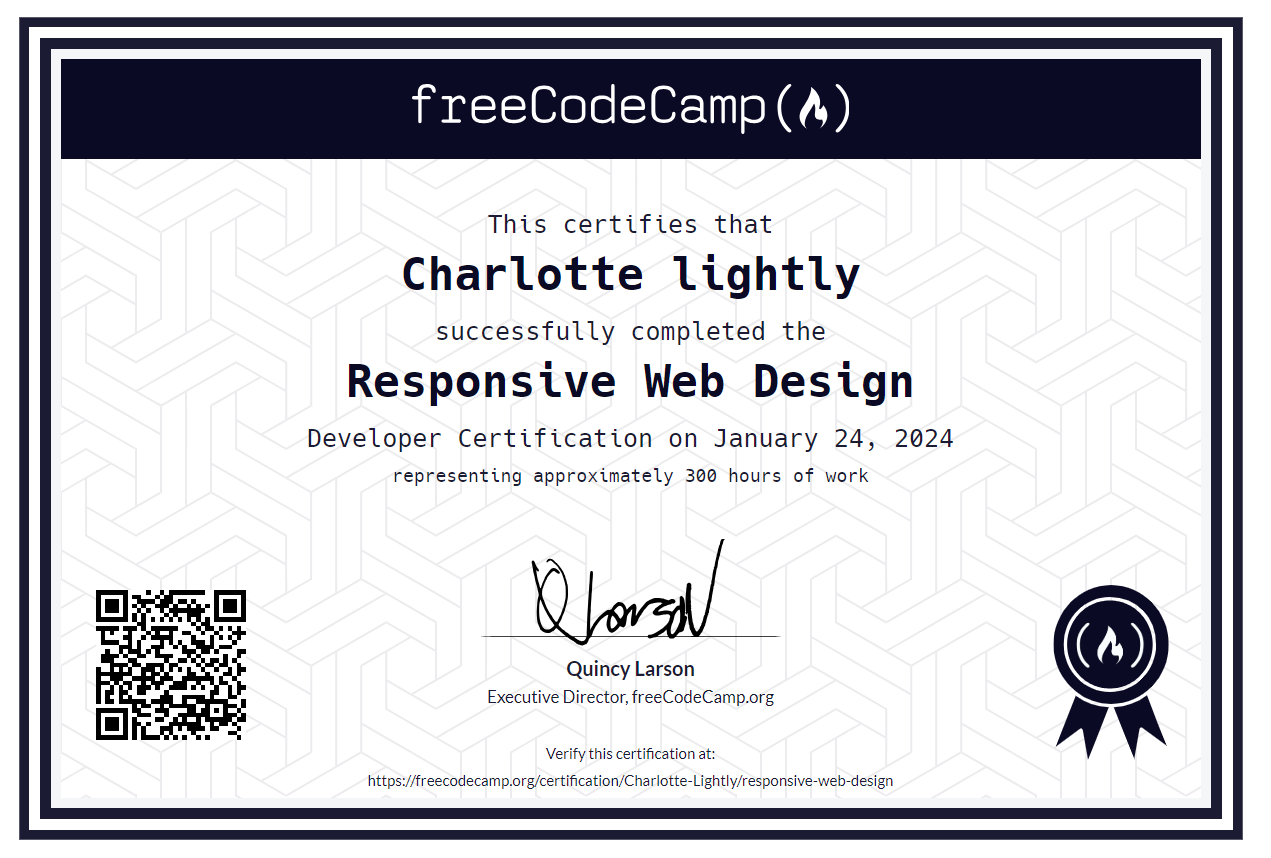 freeCodeCamp
This certifies that
Charlotte lightly
successfully completed the
Responsive Web Design
Developer Certification on January 24, 2024
representing approximately 300 hours of work
Q Larson
Quincy Larson
Executive Director, freeCodeCamp.org
Verify this certification at:
https://freecodecamp.org/certification/Charlotte-Lightly/responsive-web-design